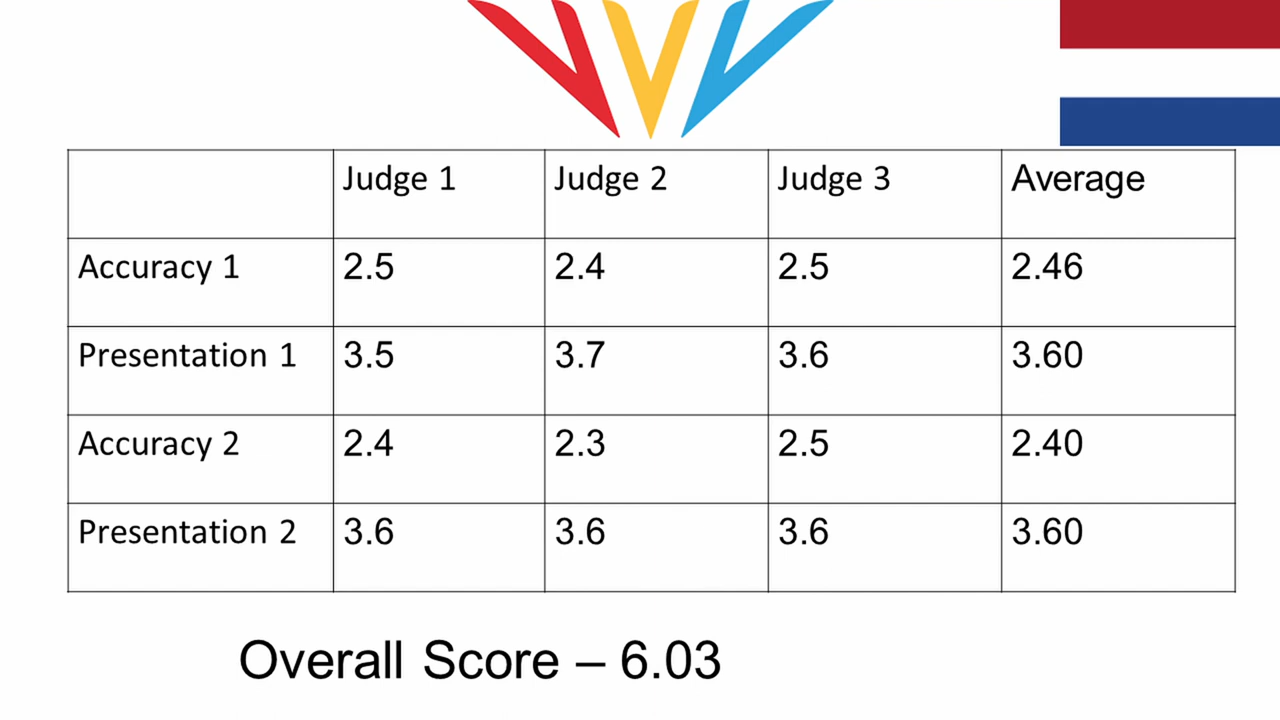 Judge 1 Judge 2 Judge 3 Average
Accuracy 1 2.5 2.4 2.5 2.46
Presentation 1 3.5 3.7 3.6 3.60
Accuracy 2 2.4 2.3 2.5 2.40
Presentation 2 3.6 3.6 3.6 3.60
Overall Score – 6.03